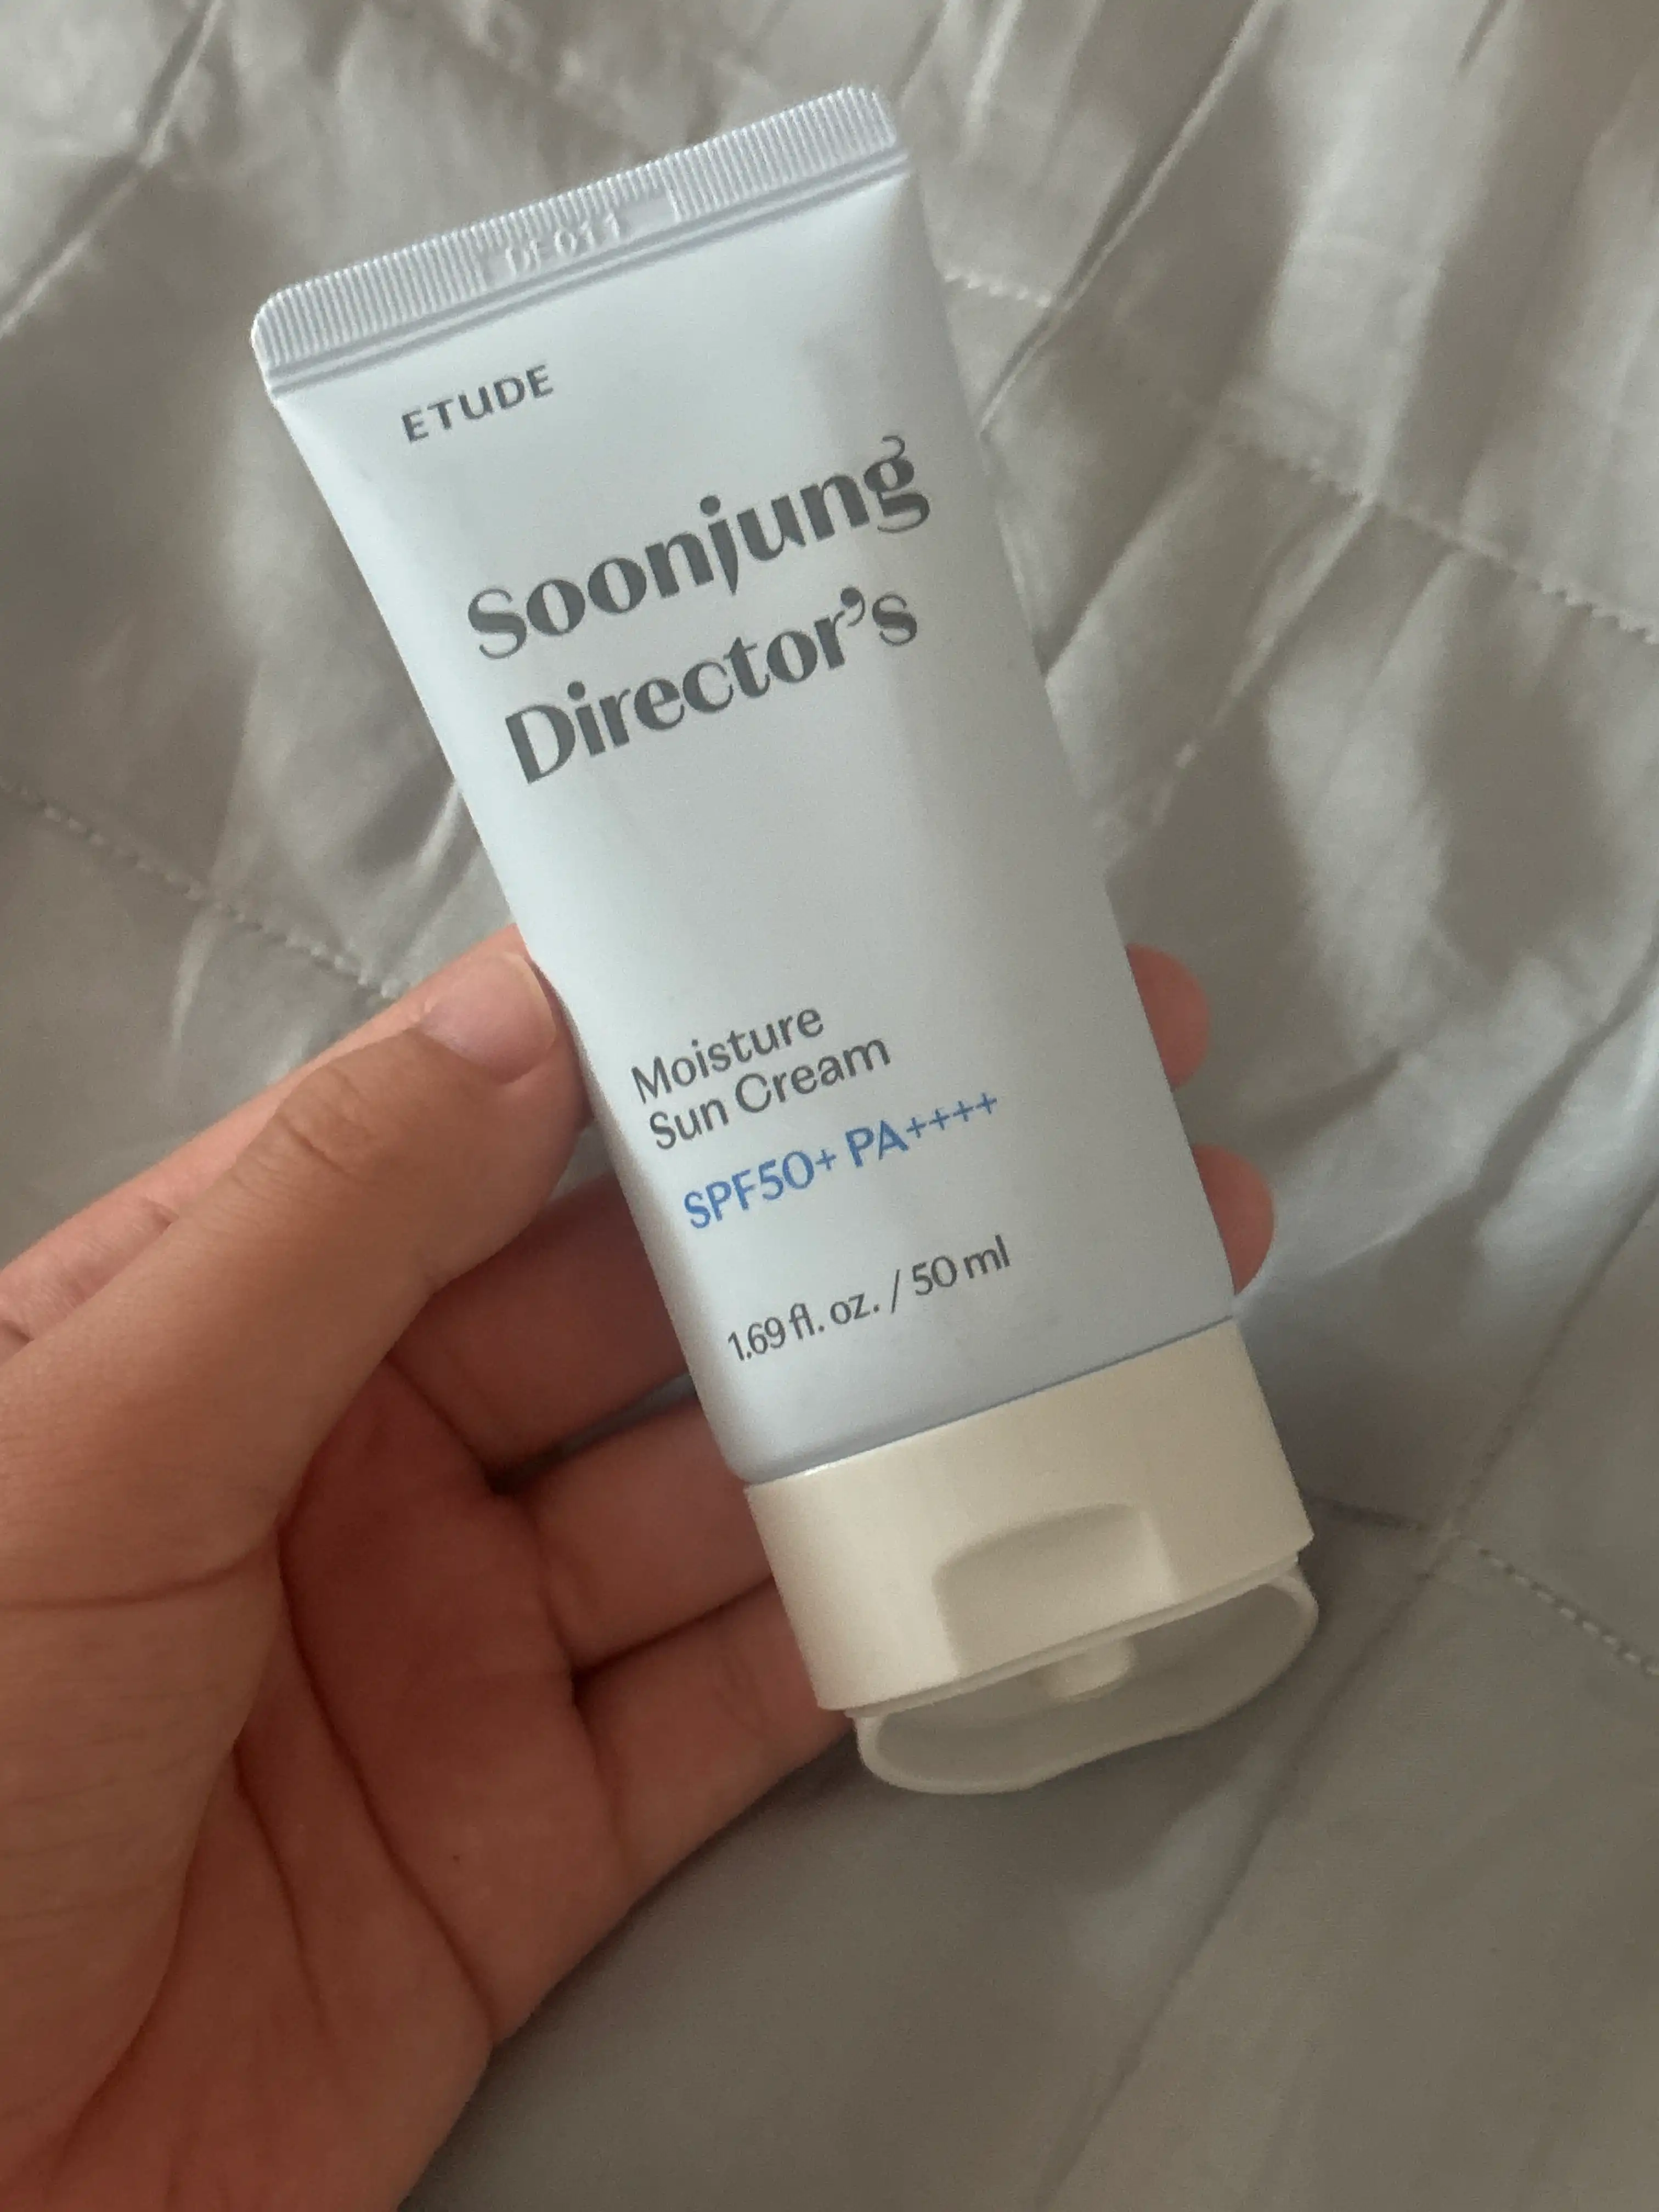 ETUDE
Soonjung
Director's
Moisture
Sun Cream
SPF50+ PA++++
1.69 fl. oz. / 50 ml